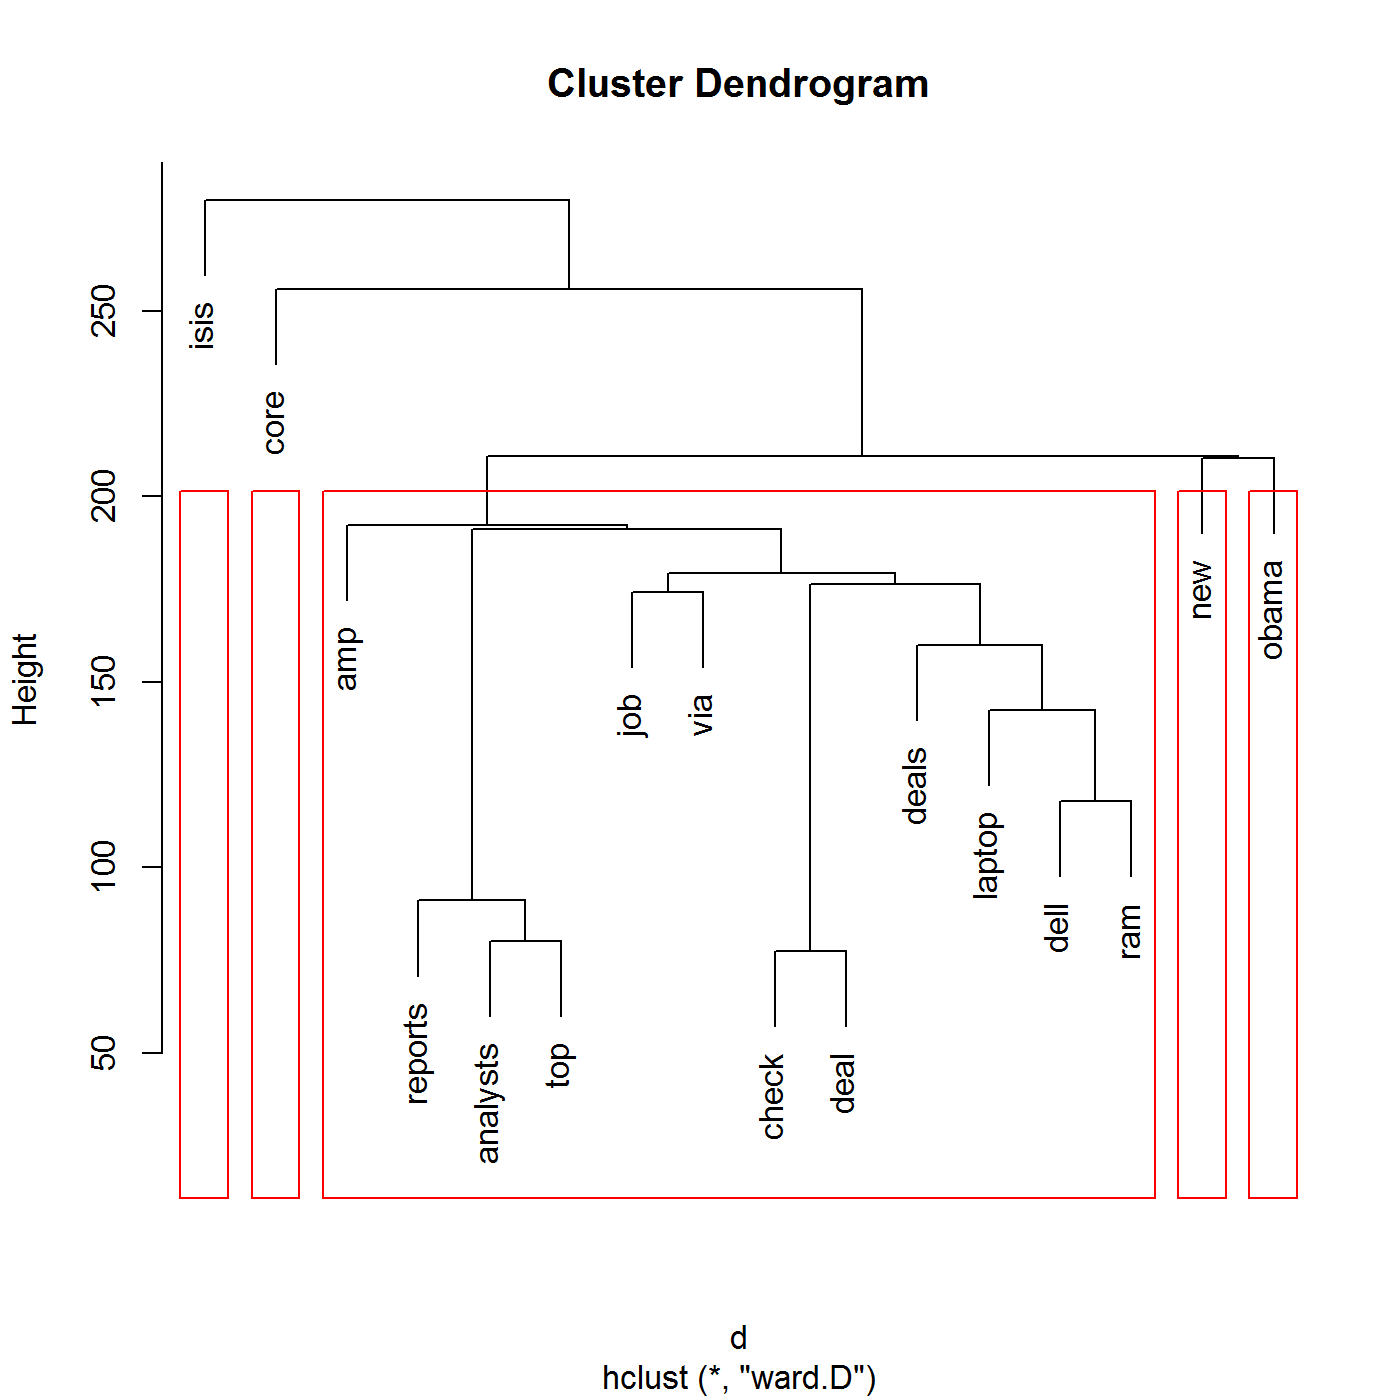 Cluster Dendrogram
Height
250
200
150
100
50
isis
core
amp
reports
analysts
top
job
via
check
deal
deals
laptop
dell
ram
new
obama
d
hclust (*, "ward.D")